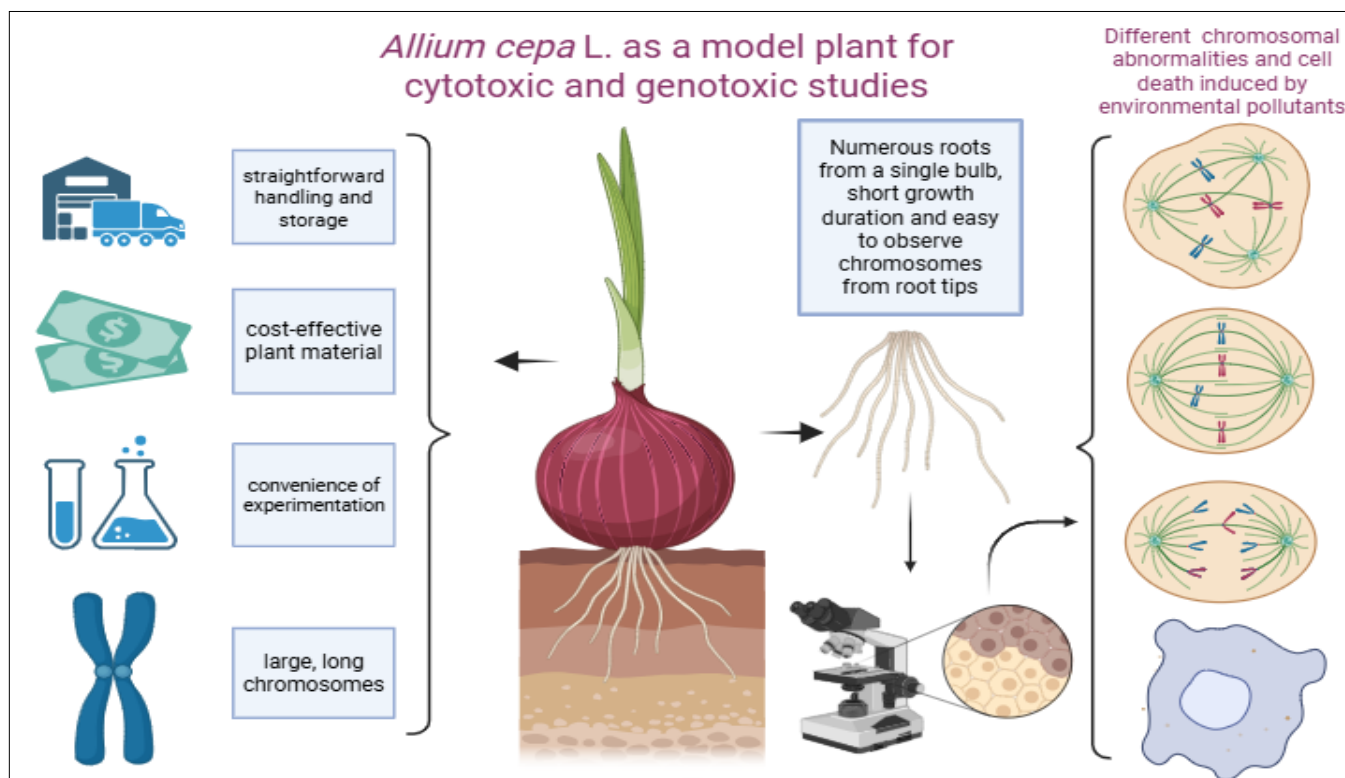 Allium cepa L. as a model plant for
cytotoxic and genotoxic studies
Different chromosomal
abnormalities and cell
death induced by
environmental pollutants
straightforward
handling and
storage
cost-effective
plant material
convenience of
experimentation
large, long
chromosomes
Numerous roots
from a single bulb,
short growth
duration and easy
to observe
chromosomes
from root tips